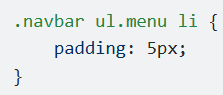 .navbar ul.menu li {
    padding: 5px;
}